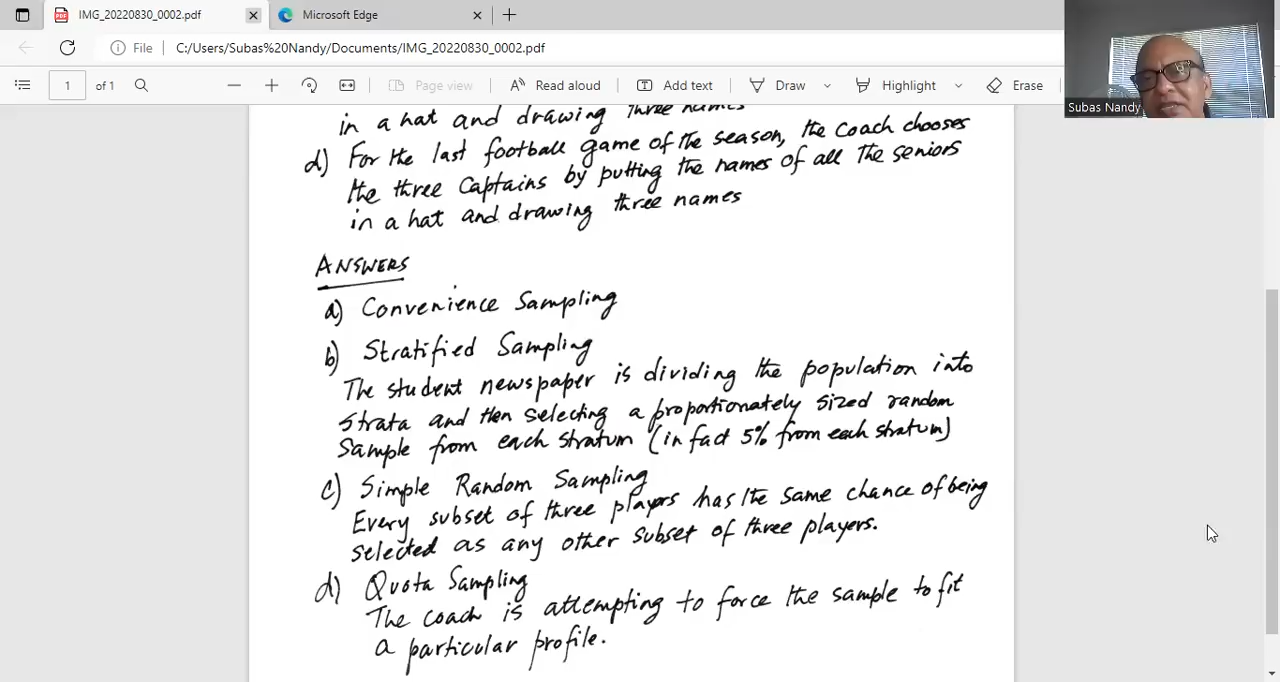 IMG_20220830_0002.pdf
Microsoft Edge
File
C:/Users/Subas%20Nandy/Documents/IMG_20220830_0002.pdf
1 of 1
Page view
Read aloud
Add text
Draw
Highlight
Erase
Subas Nandy
in a hat and drawing three names
d) For the last football game of the season, the coach chooses
the three Captains by putting the names of all the seniors
in a hat and drawing three names
ANSWERS
a) Convenience Sampling
b) Stratified Sampling
The student newspaper is dividing the population into
strata and then selecting a proportionately sized random
sample from each stratum (in fact 5% from each stratum)
c) Simple Random Sampling
Every subset of three players has the same chance of being
selected as any other subset of three players.
d) Quota Sampling
The coach is attempting to force the sample to fit
a particular profile.